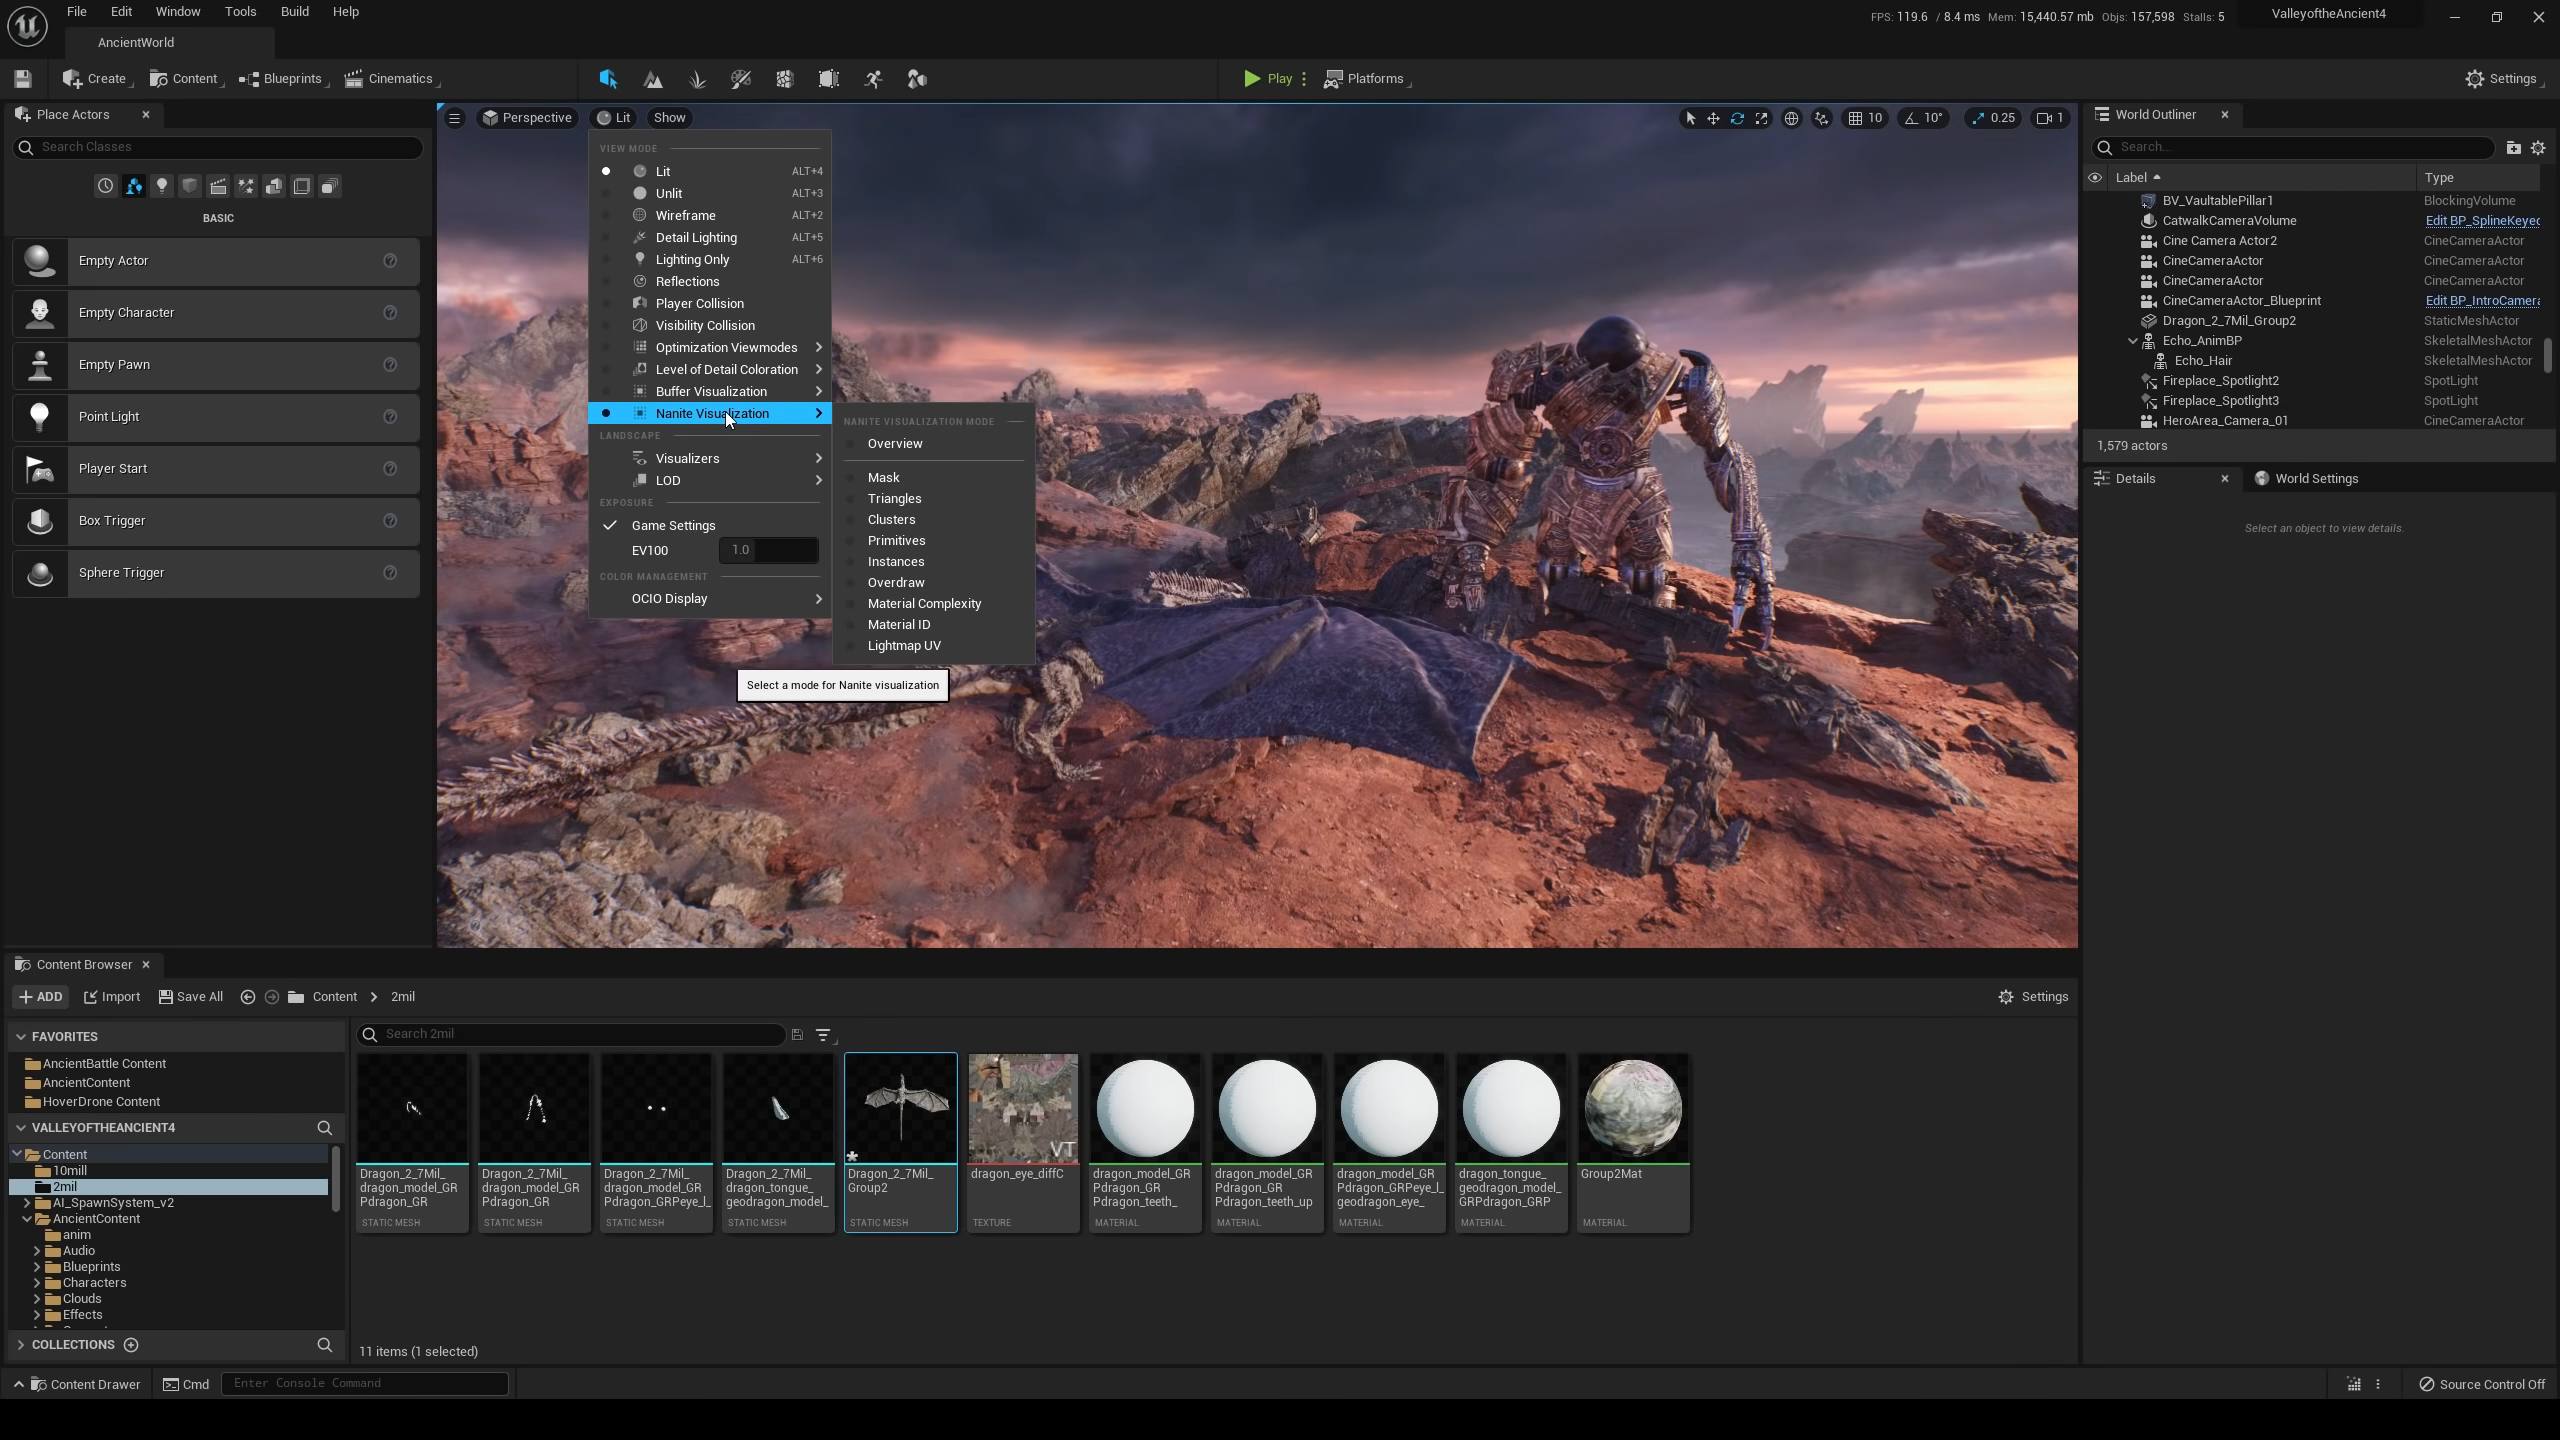 File Edit Window Tools Build Help
FPS: 119.6 / 8.4 ms Mem: 15,440.57 mb Objs: 157,598 Stalls: 5
ValleyoftheAncient4
AncientWorld
Create Content Blueprints Cinematics
Play Platforms
Settings
Place Actors
Search Classes
BASIC
Empty Actor
Empty Character
Empty Pawn
Point Light
Player Start
Box Trigger
Sphere Trigger
Perspective Lit Show
10 10° 0.25 1
VIEW MODE
Lit ALT+4
Unlit ALT+3
Wireframe ALT+2
Detail Lighting ALT+5
Lighting Only ALT+6
Reflections
Player Collision
Visibility Collision
Optimization Viewmodes
Level of Detail Coloration
Buffer Visualization
Nanite Visualization
LANDSCAPE
Visualizers
LOD
EXPOSURE
Game Settings
EV100 1.0
COLOR MANAGEMENT
OCIO Display
NANITE VISUALIZATION MODE
Overview
Mask
Triangles
Clusters
Primitives
Instances
Overdraw
Material Complexity
Material ID
Lightmap UV
Select a mode for Nanite visualization
World Outliner
Search...
Label Type
BV_VaultablePillar1 BlockingVolume
CatwalkCameraVolume Edit BP_SplineKeyec
Cine Camera Actor2 CineCameraActor
CineCameraActor CineCameraActor
CineCameraActor CineCameraActor
CineCameraActor_Blueprint Edit BP_IntroCamera
Dragon_2_7Mil_Group2 StaticMeshActor
Echo_AnimBP SkeletalMeshActor
Echo_Hair SkeletalMeshActor
Fireplace_Spotlight2 SpotLight
Fireplace_Spotlight3 SpotLight
HeroArea_Camera_01 CineCameraActor
1,579 actors
Details World Settings
Select an object to view details.
Content Browser
ADD Import Save All Content 2mil
Settings
FAVORITES
AncientBattle Content
AncientContent
HoverDrone Content
VALLEYOFTHEANCIENT4
Content
10mill
2mil
AI_SpawnSystem_v2
AncientContent
anim
Audio
Blueprints
Characters
Clouds
Effects
COLLECTIONS
Search 2mil
Dragon_2_7Mil_
dragon_model_GR
Pdragon_GR
STATIC MESH
Dragon_2_7Mil_
dragon_model_GR
Pdragon_GR
STATIC MESH
Dragon_2_7Mil_
dragon_model_GR
Pdragon_GRPeye_l_
STATIC MESH
Dragon_2_7Mil_
dragon_tongue_
geodragon_model_
STATIC MESH
Dragon_2_7Mil_
Group2
STATIC MESH
VT
dragon_eye_diffC
TEXTURE
dragon_model_GR
Pdragon_GR
Pdragon_teeth_
MATERIAL
dragon_model_GR
Pdragon_GR
Pdragon_teeth_up
MATERIAL
dragon_model_GR
Pdragon_GRPeye_l_
geodragon_eye_
MATERIAL
dragon_tongue_
geodragon_model_
GRPdragon_GRP
MATERIAL
Group2Mat
MATERIAL
11 items (1 selected)
Content Drawer Cmd Enter Console Command
Source Control Off